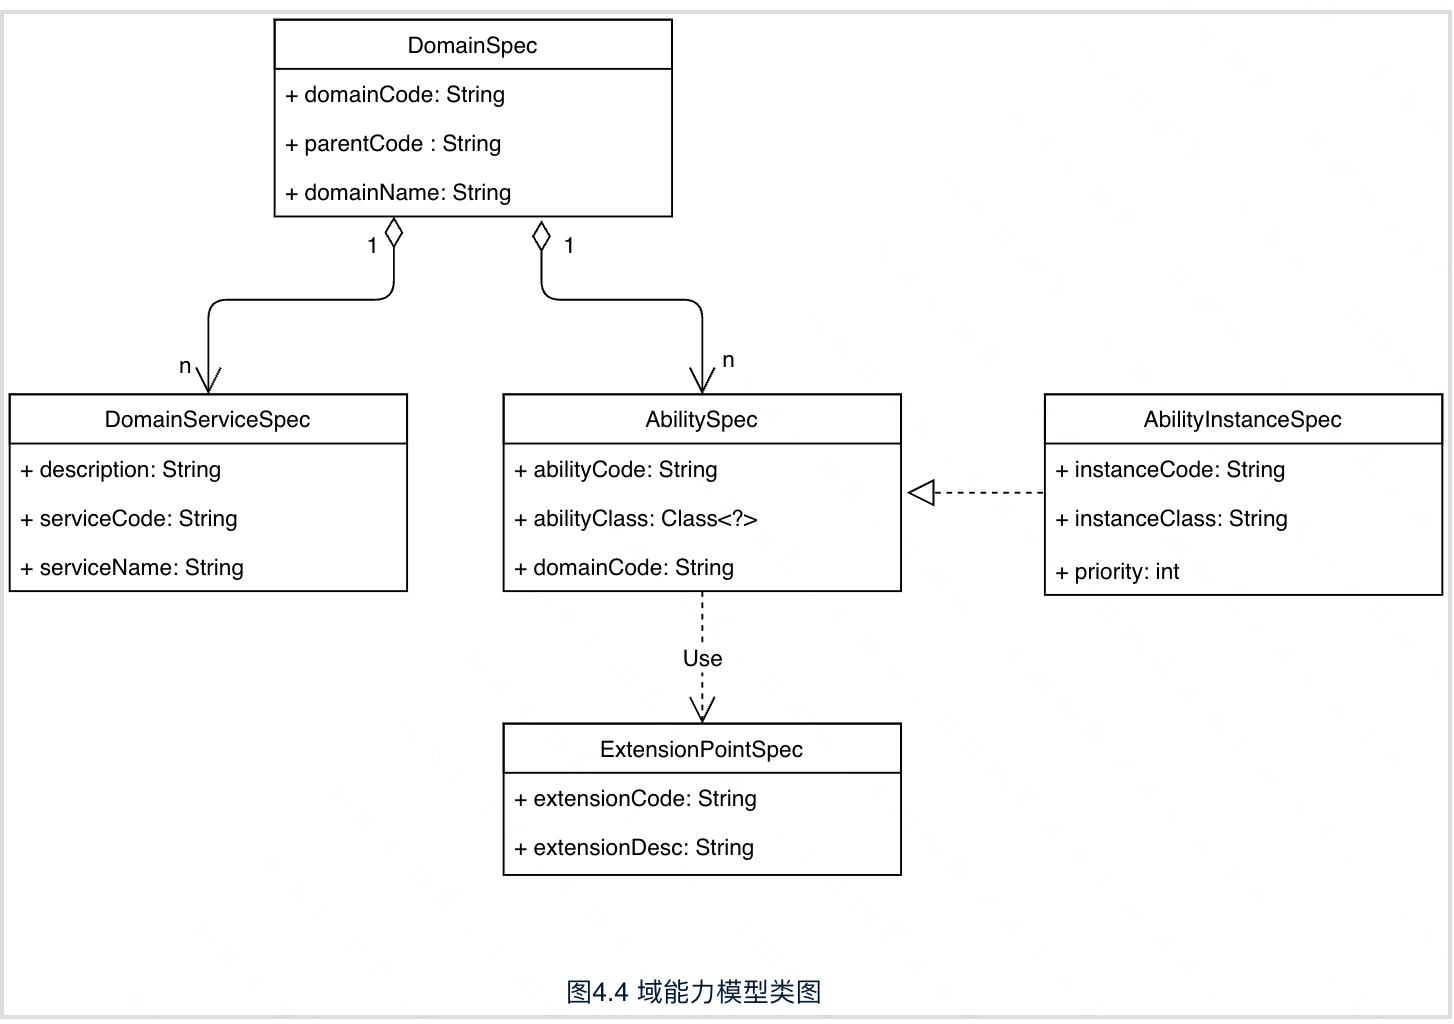 DomainSpec
+ domainCode: String
+ parentCode : String
+ domainName: String
1
1
n
n
DomainServiceSpec
+ description: String
+ serviceCode: String
+ serviceName: String
AbilitySpec
+ abilityCode: String
+ abilityClass: Class<?>
+ domainCode: String
AbilityInstanceSpec
+ instanceCode: String
+ instanceClass: String
+ priority: int
Use
ExtensionPointSpec
+ extensionCode: String
+ extensionDesc: String
图4.4 域能力模型类图